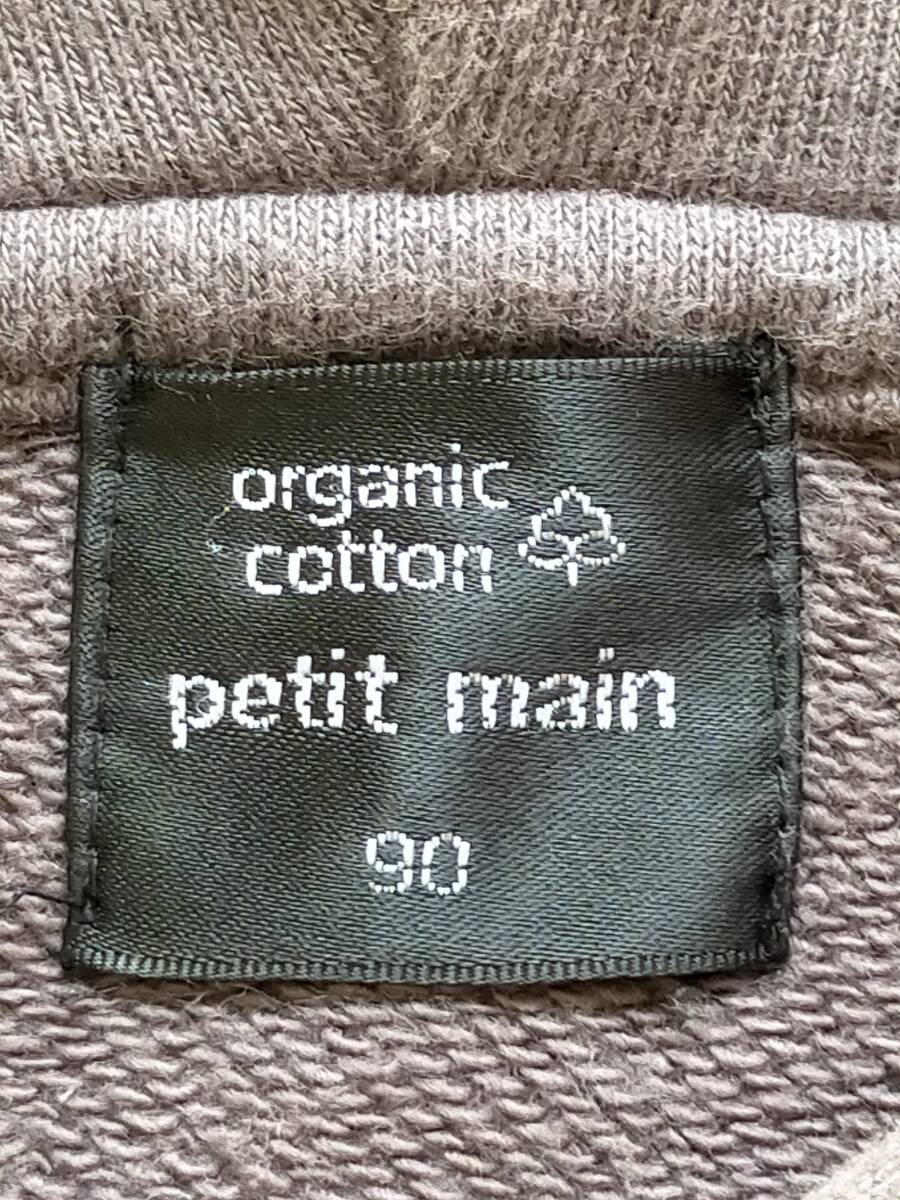 organic
cotton
petit main
90